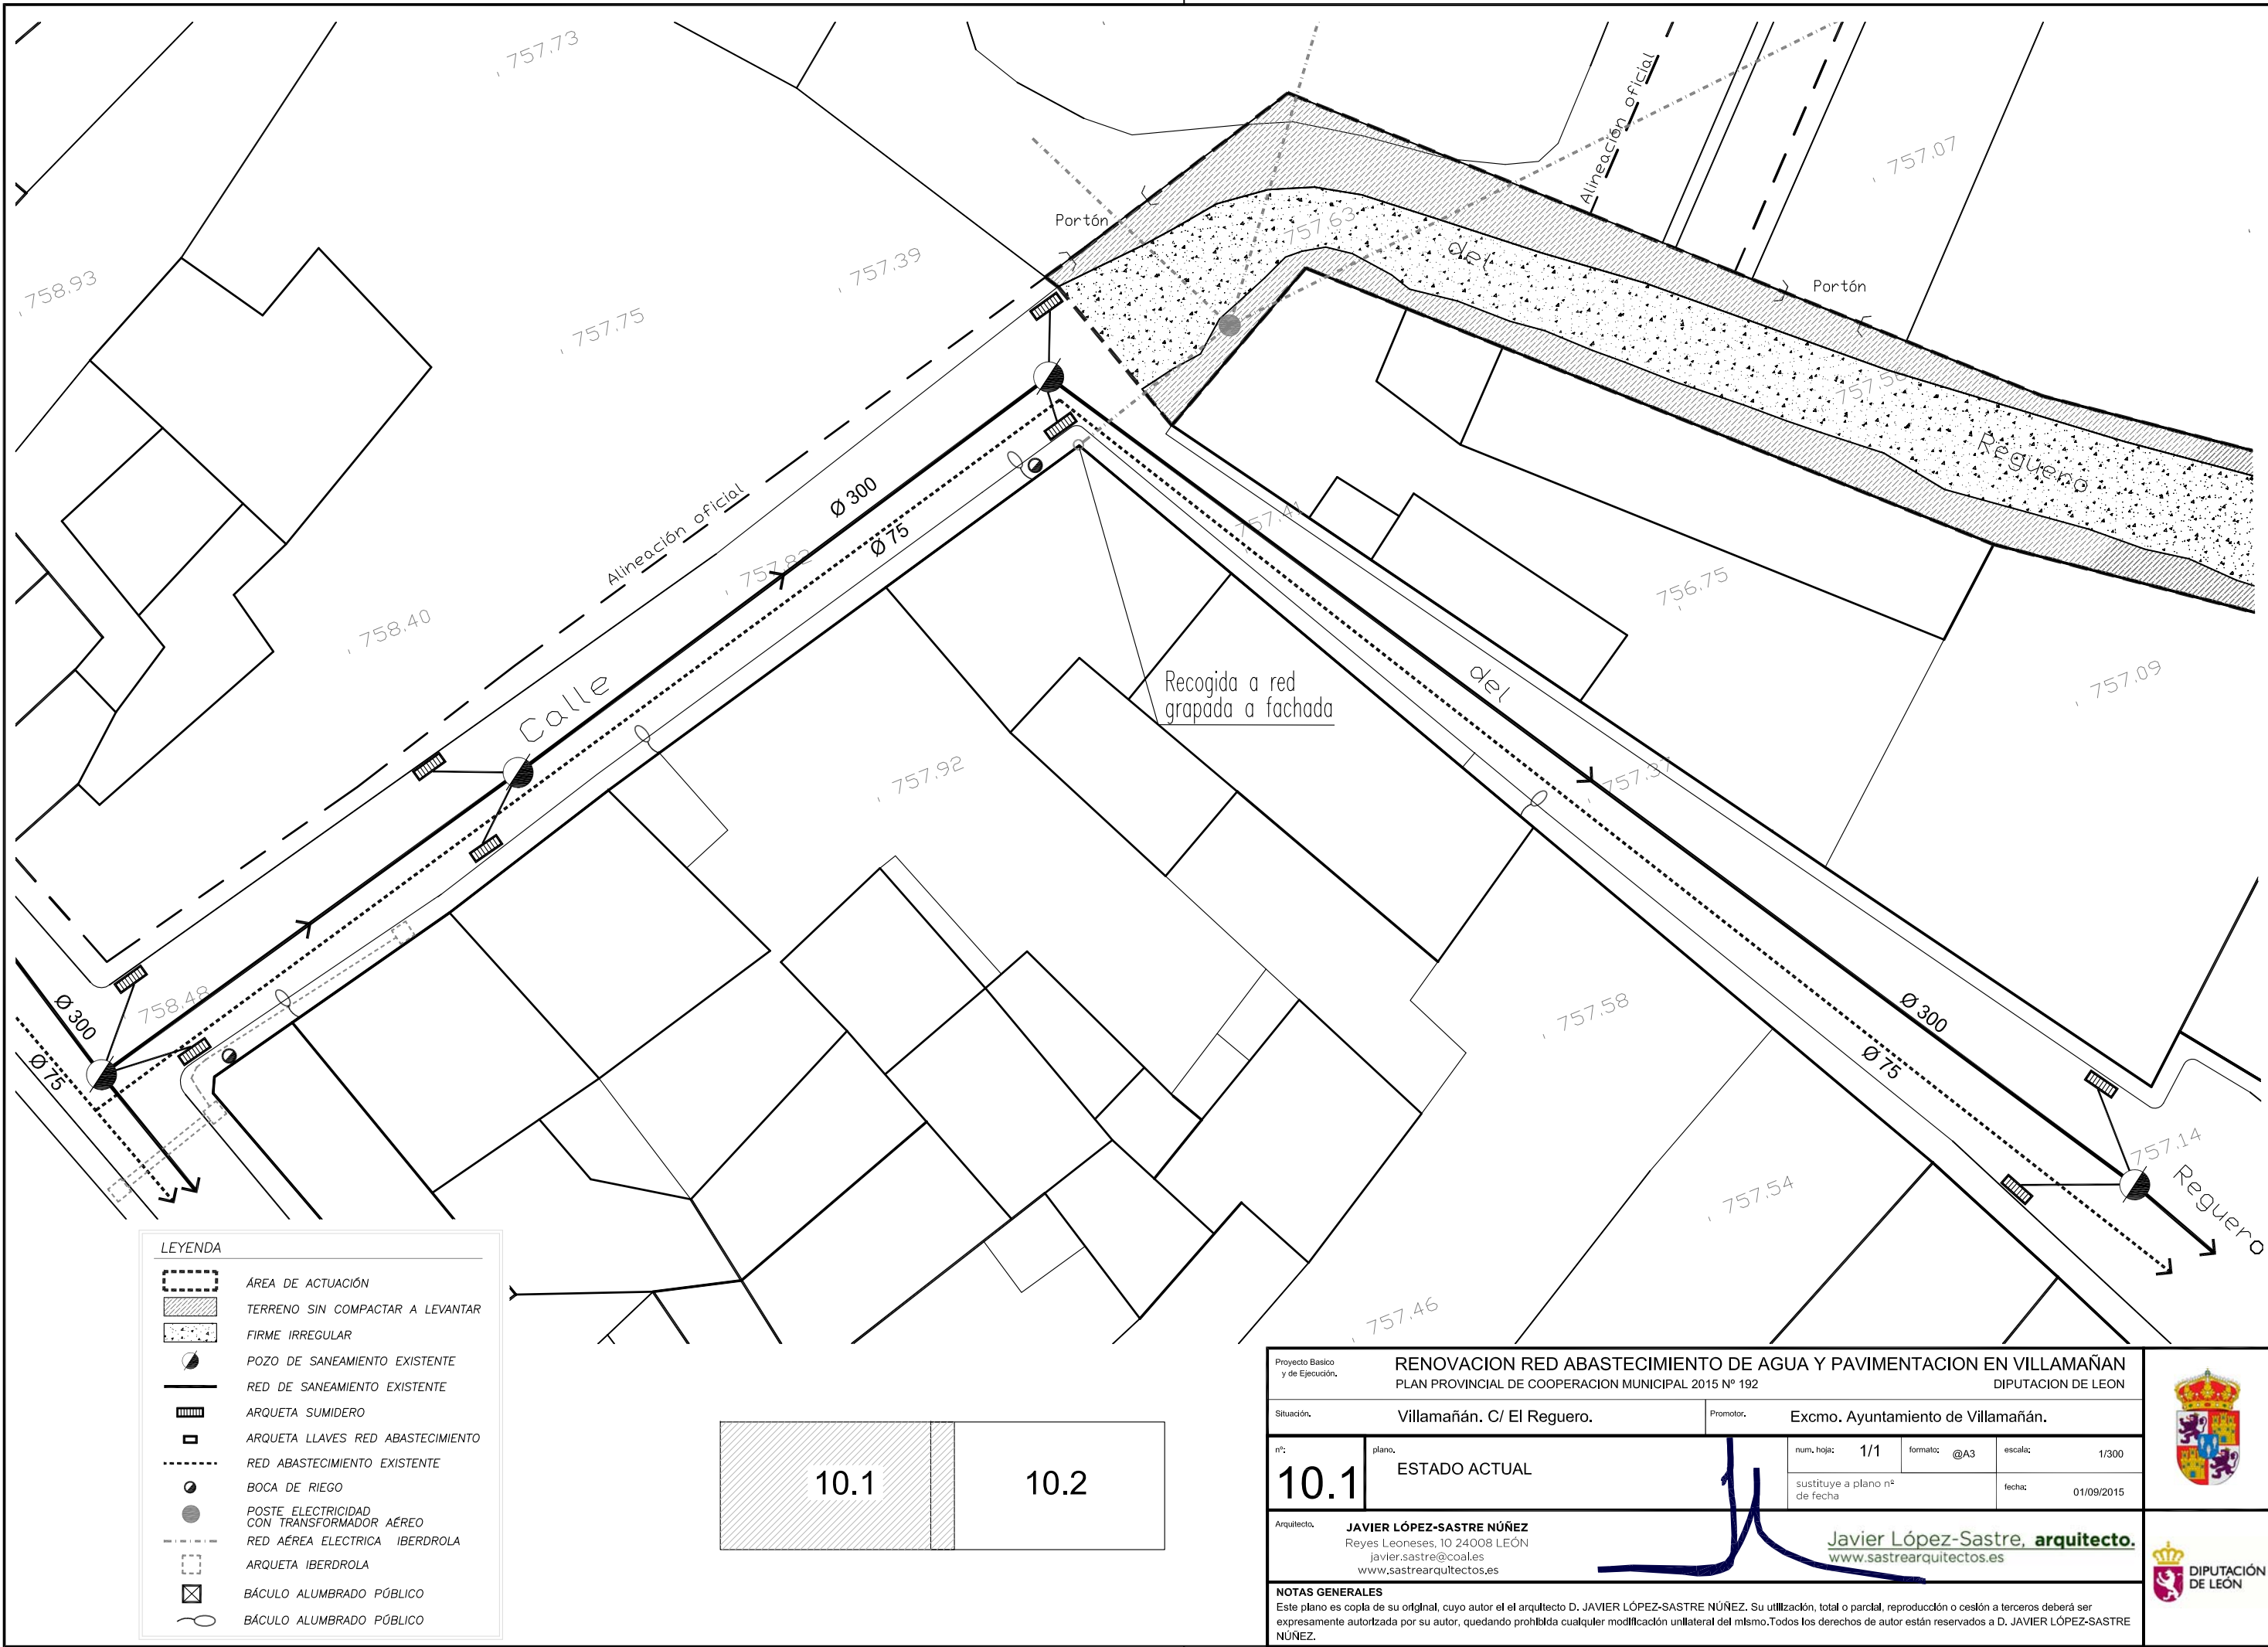 757.73
757.07
Alineación oficial
Portón
757.63
del
757.39
758.93
Portón
757.75
757.50
Reguero
Ø 300
Alineación oficial
Ø 75
757.41
757.82
756.75
758.40
757.09
Recogida a red
grapada a fachada
del
Calle
757.92
757.37
758.48
Ø 300
Ø 75
757.58
Ø 300
Ø 75
757.14
757.54
Reguero
757.46
LEYENDA
ÁREA DE ACTUACIÓN
TERRENO SIN COMPACTAR A LEVANTAR
FIRME IRREGULAR
POZO DE SANEAMIENTO EXISTENTE
RED DE SANEAMIENTO EXISTENTE
ARQUETA SUMIDERO
ARQUETA LLAVES RED ABASTECIMIENTO
RED ABASTECIMIENTO EXISTENTE
BOCA DE RIEGO
POSTE ELECTRICIDAD
CON TRANSFORMADOR AÉREO
RED AÉREA ELECTRICA IBERDROLA
ARQUETA IBERDROLA
BÁCULO ALUMBRADO PÚBLICO
BÁCULO ALUMBRADO PÚBLICO
10.1
10.2
Proyecto Basico
y de Ejecución.
RENOVACION RED ABASTECIMIENTO DE AGUA Y PAVIMENTACION EN VILLAMAÑAN
PLAN PROVINCIAL DE COOPERACION MUNICIPAL 2015 Nº 192
DIPUTACION DE LEON
Situación.
Villamañán. C/ El Reguero.
Promotor.
Excmo. Ayuntamiento de Villamañán.
nº:
10.1
plano.
ESTADO ACTUAL
num. hoja: 1/1
formato: @A3
escala: 1/300
sustituye a plano nº
de fecha
fecha: 01/09/2015
Arquitecto.
JAVIER LÓPEZ-SASTRE NÚÑEZ
Reyes Leoneses, 10 24008 LEÓN
javier.sastre@coal.es
www.sastrearquitectos.es
Javier López-Sastre, arquitecto.
www.sastrearquitectos.es
DIPUTACIÓN
DE LEÓN
NOTAS GENERALES
Este plano es copia de su original, cuyo autor el el arquitecto D. JAVIER LÓPEZ-SASTRE NÚÑEZ. Su utilización, total o parcial, reproducción o cesión a terceros deberá ser
expresamente autorizada por su autor, quedando prohibida cualquier modificación unilateral del mismo.Todos los derechos de autor están reservados a D. JAVIER LÓPEZ-SASTRE
NÚÑEZ.